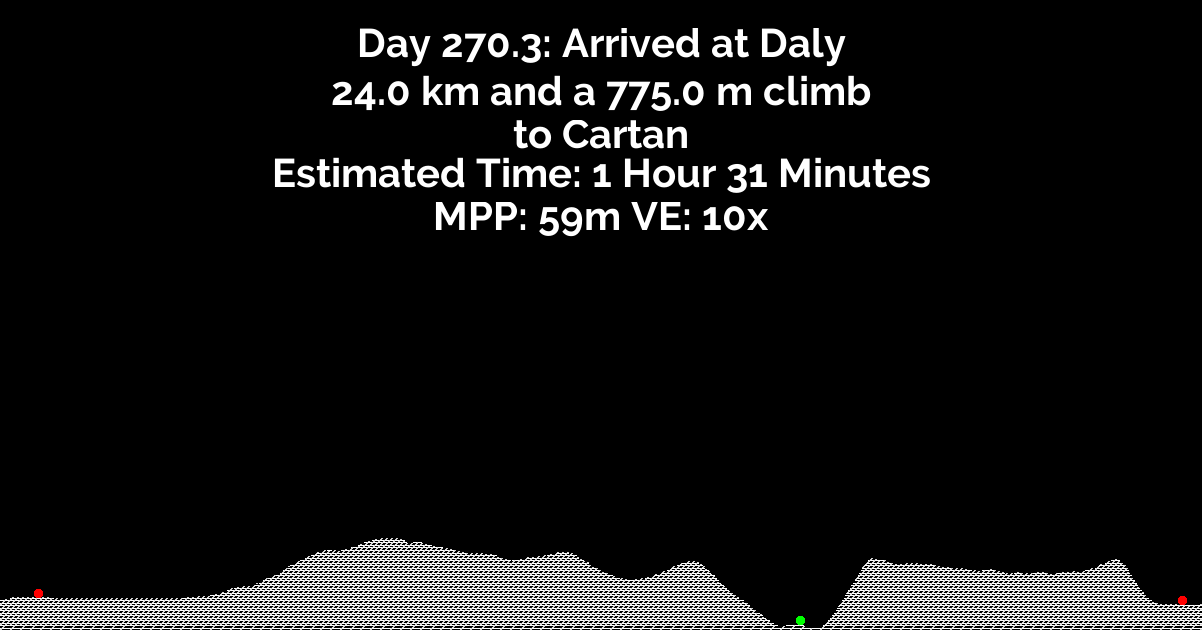 Day 270.3: Arrived at Daly
24.0 km and a 775.0 m climb
to Cartan
Estimated Time: 1 Hour 31 Minutes
MPP: 59m VE: 10x